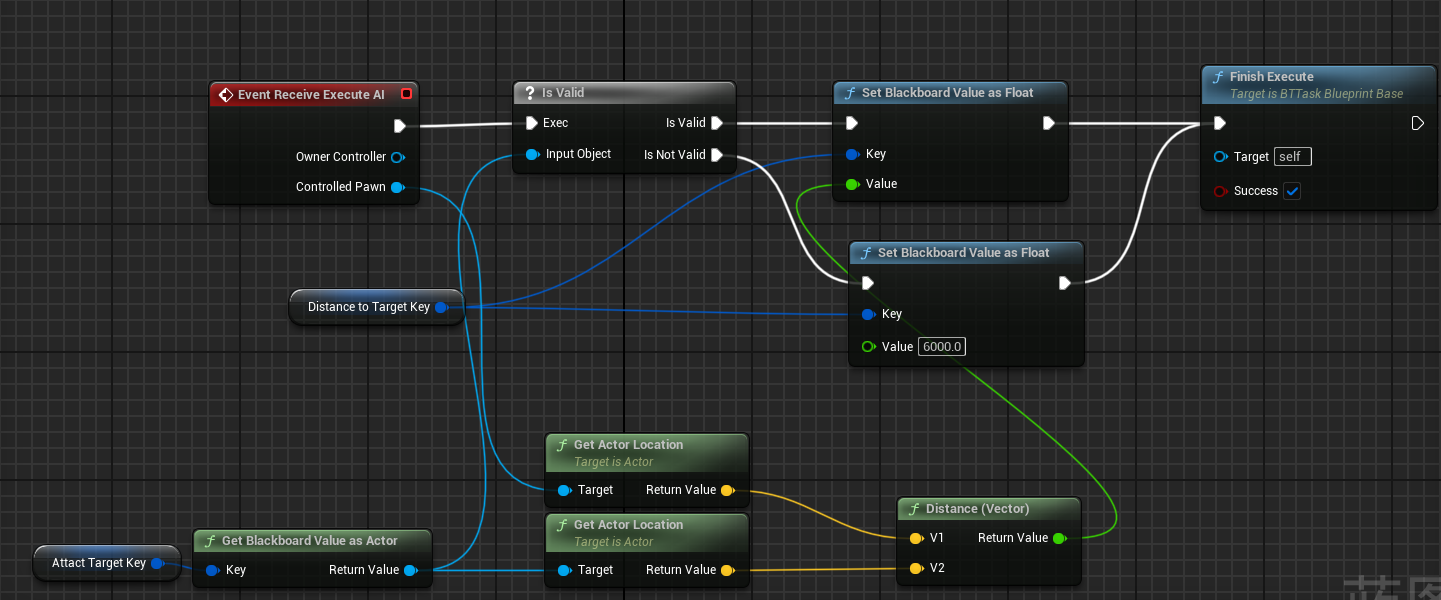 Event Receive Execute AI
Owner Controller
Controlled Pawn
? Is Valid
Exec
Is Valid
Input Object
Is Not Valid
f Set Blackboard Value as Float
Key
Value
f Finish Execute
Target is BTTask Blueprint Base
Target self
Success
f Set Blackboard Value as Float
Key
Value 6000.0
Distance to Target Key
f Get Actor Location
Target is Actor
Target
Return Value
f Get Actor Location
Target is Actor
Target
Return Value
f Distance (Vector)
V1
Return Value
V2
Attact Target Key
f Get Blackboard Value as Actor
Key
Return Value
蓝图